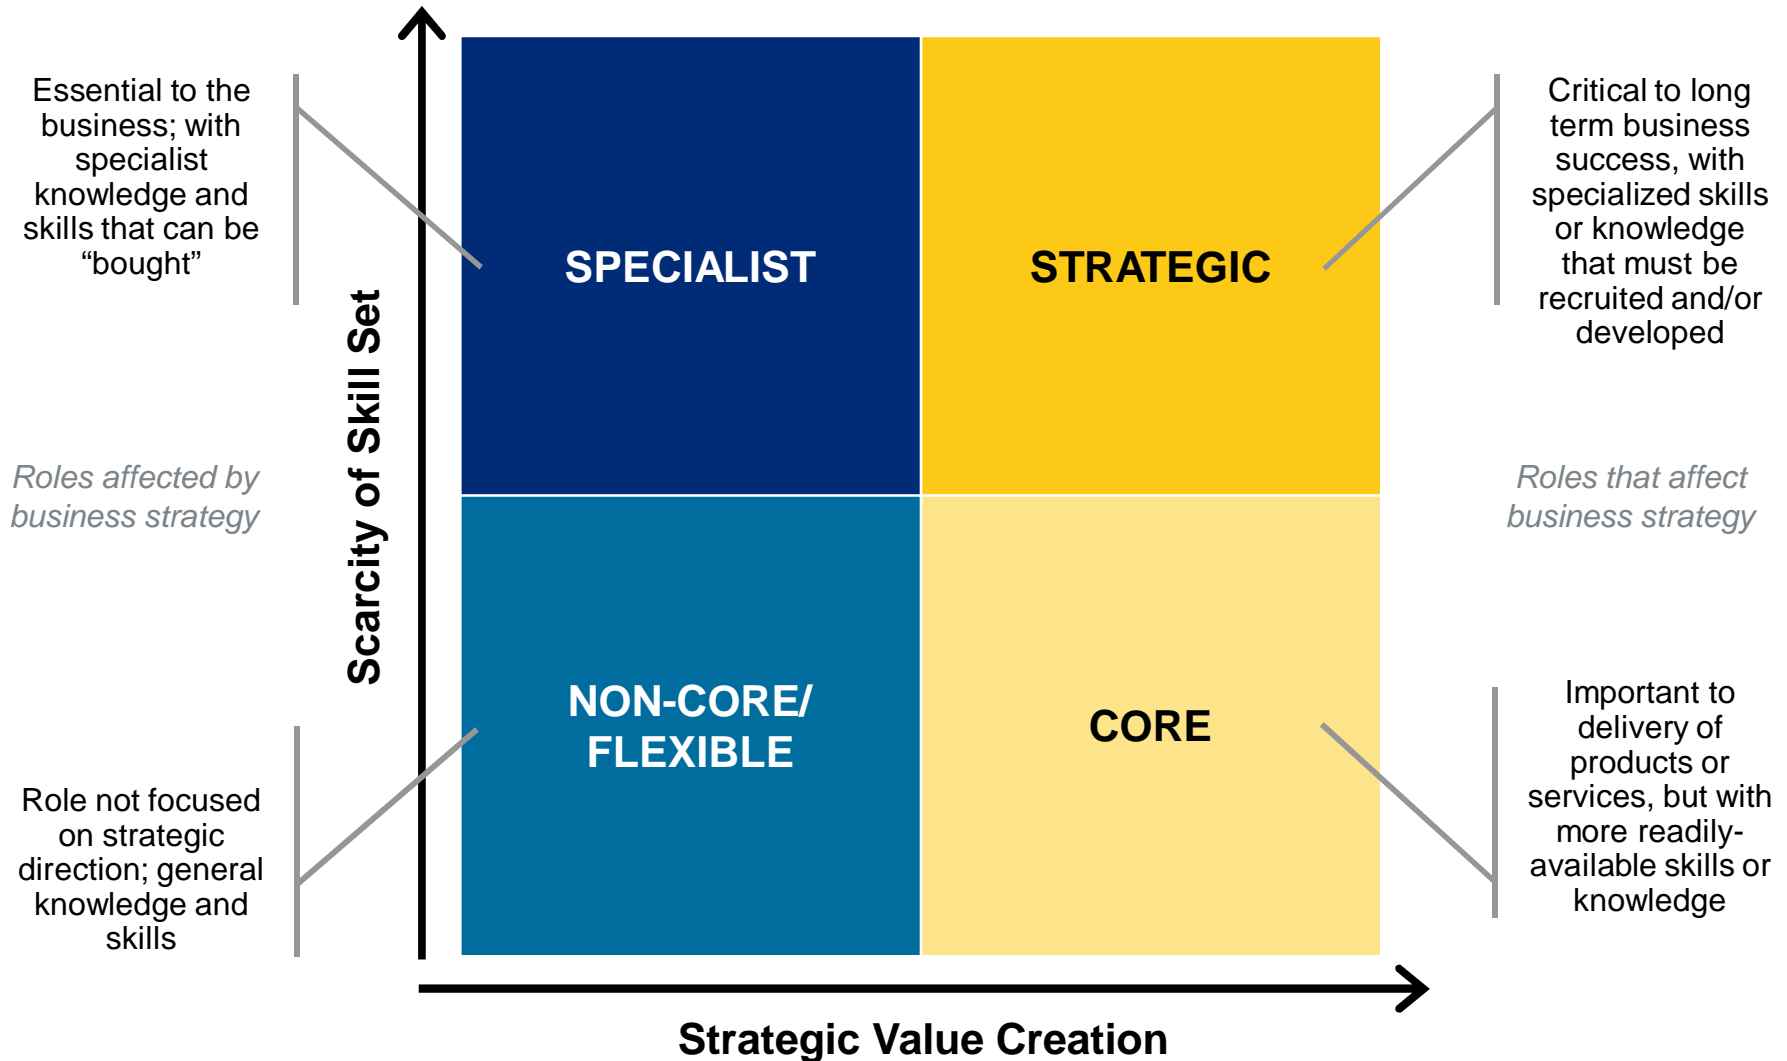 Essential to the
business; with
specialist
knowledge and
skills that can be
“bought”
Critical to long
term business
success, with
specialized skills
or knowledge
that must be
recruited and/or
developed
SPECIALIST
STRATEGIC
Scarcity of Skill Set
Roles affected by
business strategy
Roles that affect
business strategy
NON-CORE/
FLEXIBLE
CORE
Role not focused
on strategic
direction; general
knowledge and
skills
Important to
delivery of
products or
services, but with
more readily-
available skills or
knowledge
Strategic Value Creation